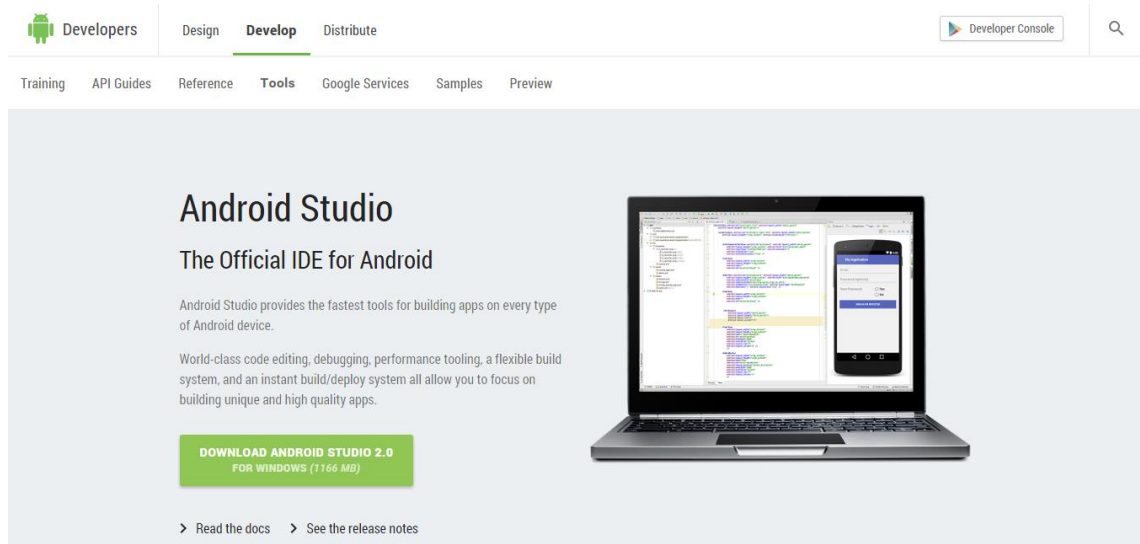 Developers
Design
Develop
Distribute
Developer Console
Training
API Guides
Reference
Tools
Google Services
Samples
Preview
Android Studio
The Official IDE for Android
Android Studio provides the fastest tools for building apps on every type
of Android device.
World-class code editing, debugging, performance tooling, a flexible build
system, and an instant build/deploy system all allow you to focus on
building unique and high quality apps.
My Application
DOWNLOAD ANDROID STUDIO 2.0
FOR WINDOWS (1166 MB)
Read the docs
See the release notes